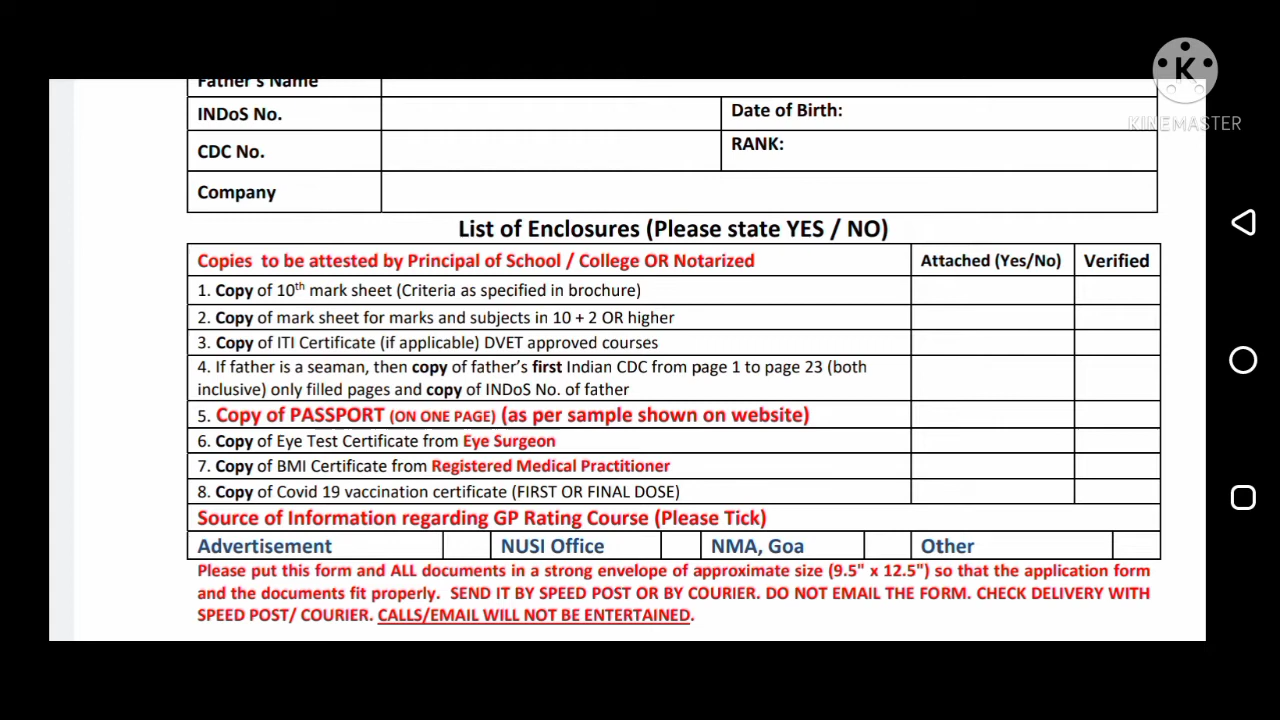 Father's Name
INDoS No.
Date of Birth:
CDC No.
RANK:
Company
List of Enclosures (Please state YES / NO)
Copies to be attested by Principal of School / College OR Notarized
Attached (Yes/No)
Verified
1. Copy of 10th mark sheet (Criteria as specified in brochure)
2. Copy of mark sheet for marks and subjects in 10 + 2 OR higher
3. Copy of ITI Certificate (if applicable) DVET approved courses
4. If father is a seaman, then copy of father's first Indian CDC from page 1 to page 23 (both
inclusive) only filled pages and copy of INDoS No. of father
5. Copy of PASSPORT (ON ONE PAGE) (as per sample shown on website)
6. Copy of Eye Test Certificate from Eye Surgeon
7. Copy of BMI Certificate from Registered Medical Practitioner
8. Copy of Covid 19 vaccination certificate (FIRST OR FINAL DOSE)
Source of Information regarding GP Rating Course (Please Tick)
Advertisement
NUSI Office
NMA, Goa
Other
Please put this form and ALL documents in a strong envelope of approximate size (9.5" x 12.5") so that the application form
and the documents fit properly. SEND IT BY SPEED POST OR BY COURIER. DO NOT EMAIL THE FORM. CHECK DELIVERY WITH
SPEED POST/ COURIER. CALLS/EMAIL WILL NOT BE ENTERTAINED.
K
KINEMASTER